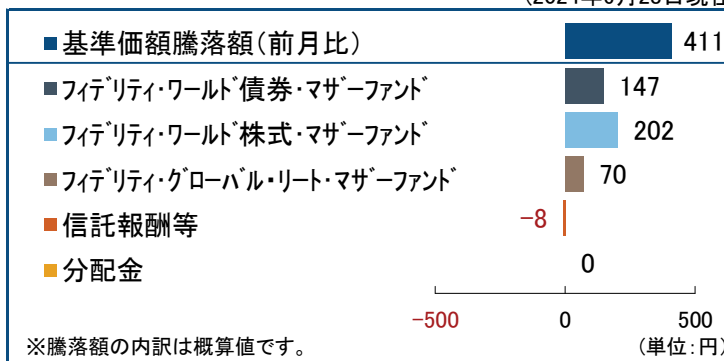 基準価額騰落額(前月比) 411
ﾌｨﾃﾞﾘﾃｨ・ﾜｰﾙﾄﾞ債券・ﾏｻﾞｰﾌｧﾝﾄﾞ 147
ﾌｨﾃﾞﾘﾃｨ・ﾜｰﾙﾄﾞ株式・ﾏｻﾞｰﾌｧﾝﾄﾞ 202
ﾌｨﾃﾞﾘﾃｨ・ｸﾞﾛｰﾊﾞﾙ・ﾘｰﾄ・ﾏｻﾞｰﾌｧﾝﾄﾞ 70
信託報酬等 -8
分配金 0
-500 0 500
※騰落額の内訳は概算値です。 (単位:円)